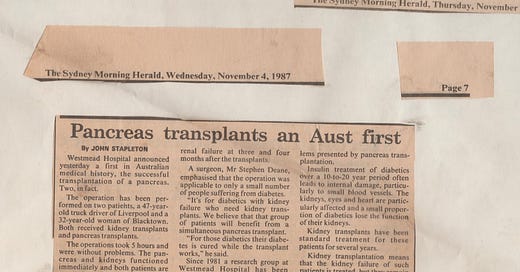 The Sydney Morning Herald, Thursday, November
The Sydney Morning Herald, Wednesday, November 4, 1987
Page 7
Pancreas transplants an Aust first
By JOHN STAPLETON
Westmead Hospital announced
yesterday a first in Australian
medical history, the successful
transplantation of a pancreas.
Two, in fact.
The operation has been per-
formed on two patients, a 47-year-
old truck driver of Liverpool and a
32-year-old woman of Blacktown.
Both received kidney transplants
and pancreas transplants.
The operations took 5 hours and
were without problems. The pan-
creas and kidneys functioned
immediately and both patients are
renal failure at three and four
months after the transplants.
A surgeon, Mr Stephen Deane,
emphasised that the operation was
applicable to only a small number
of people suffering from diabetes.
"It's for diabetics with kidney
failure who need kidney trans-
plants. We believe that that group
of patients will benefit from a
simultaneous pancreas transplant.
"For those diabetics their diabe-
tes is cured while the transplant
works," he said.
Since 1981 a research group at
Westmead Hospital has been
lems presented by pancreas trans-
plantation.
Insulin treatment of diabetics
over a 10-to-20 year period often
leads to internal damage, particu-
larly to small blood vessels. The
kidneys, eyes and heart are partic-
ularly affected and a small propor-
tion of diabetics lose the function
of their kidneys.
Kidney transplants have been
standard treatment for these
patients for several years.
Kidney transplantation means
that the kidney failure of such
patients is treated, but they